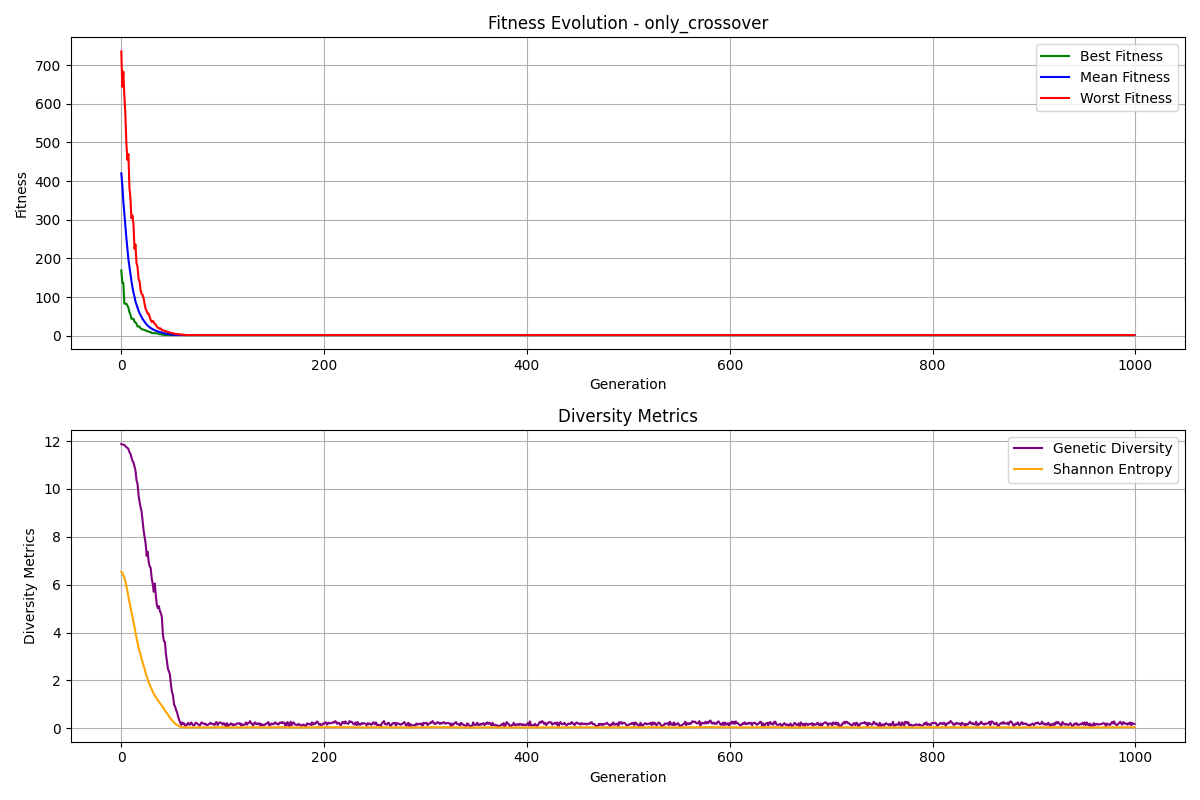 Fitness Evolution - only_crossover
Fitness
700
600
500
400
300
200
100
0
Best Fitness
Mean Fitness
Worst Fitness
0 200 400 600 800 1000
Generation
Diversity Metrics
Diversity Metrics
12
10
8
6
4
2
0
Genetic Diversity
Shannon Entropy
0 200 400 600 800 1000
Generation